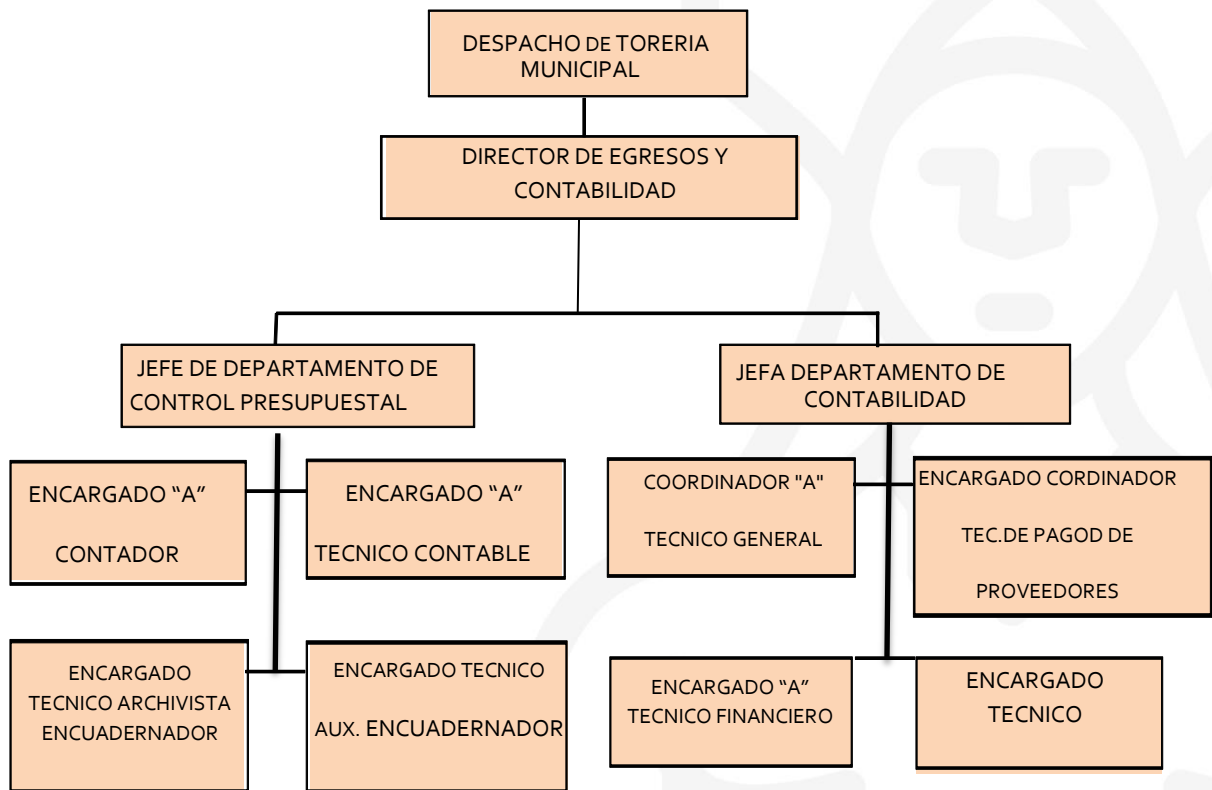 DESPACHO DE TORERIA
MUNICIPAL
DIRECTOR DE EGRESOS Y
CONTABILIDAD
JEFE DE DEPARTAMENTO DE
CONTROL PRESUPUESTAL
JEFA DEPARTAMENTO DE
CONTABILIDAD
ENCARGADO “A”
CONTADOR
ENCARGADO “A”
TECNICO CONTABLE
COORDINADOR "A"
TECNICO GENERAL
ENCARGADO CORDINADOR
TEC.DE PAGOD DE
PROVEEDORES
ENCARGADO
TECNICO ARCHIVISTA
ENCUADERNADOR
ENCARGADO TECNICO
AUX. ENCUADERNADOR
ENCARGADO “A”
TECNICO FINANCIERO
ENCARGADO
TECNICO